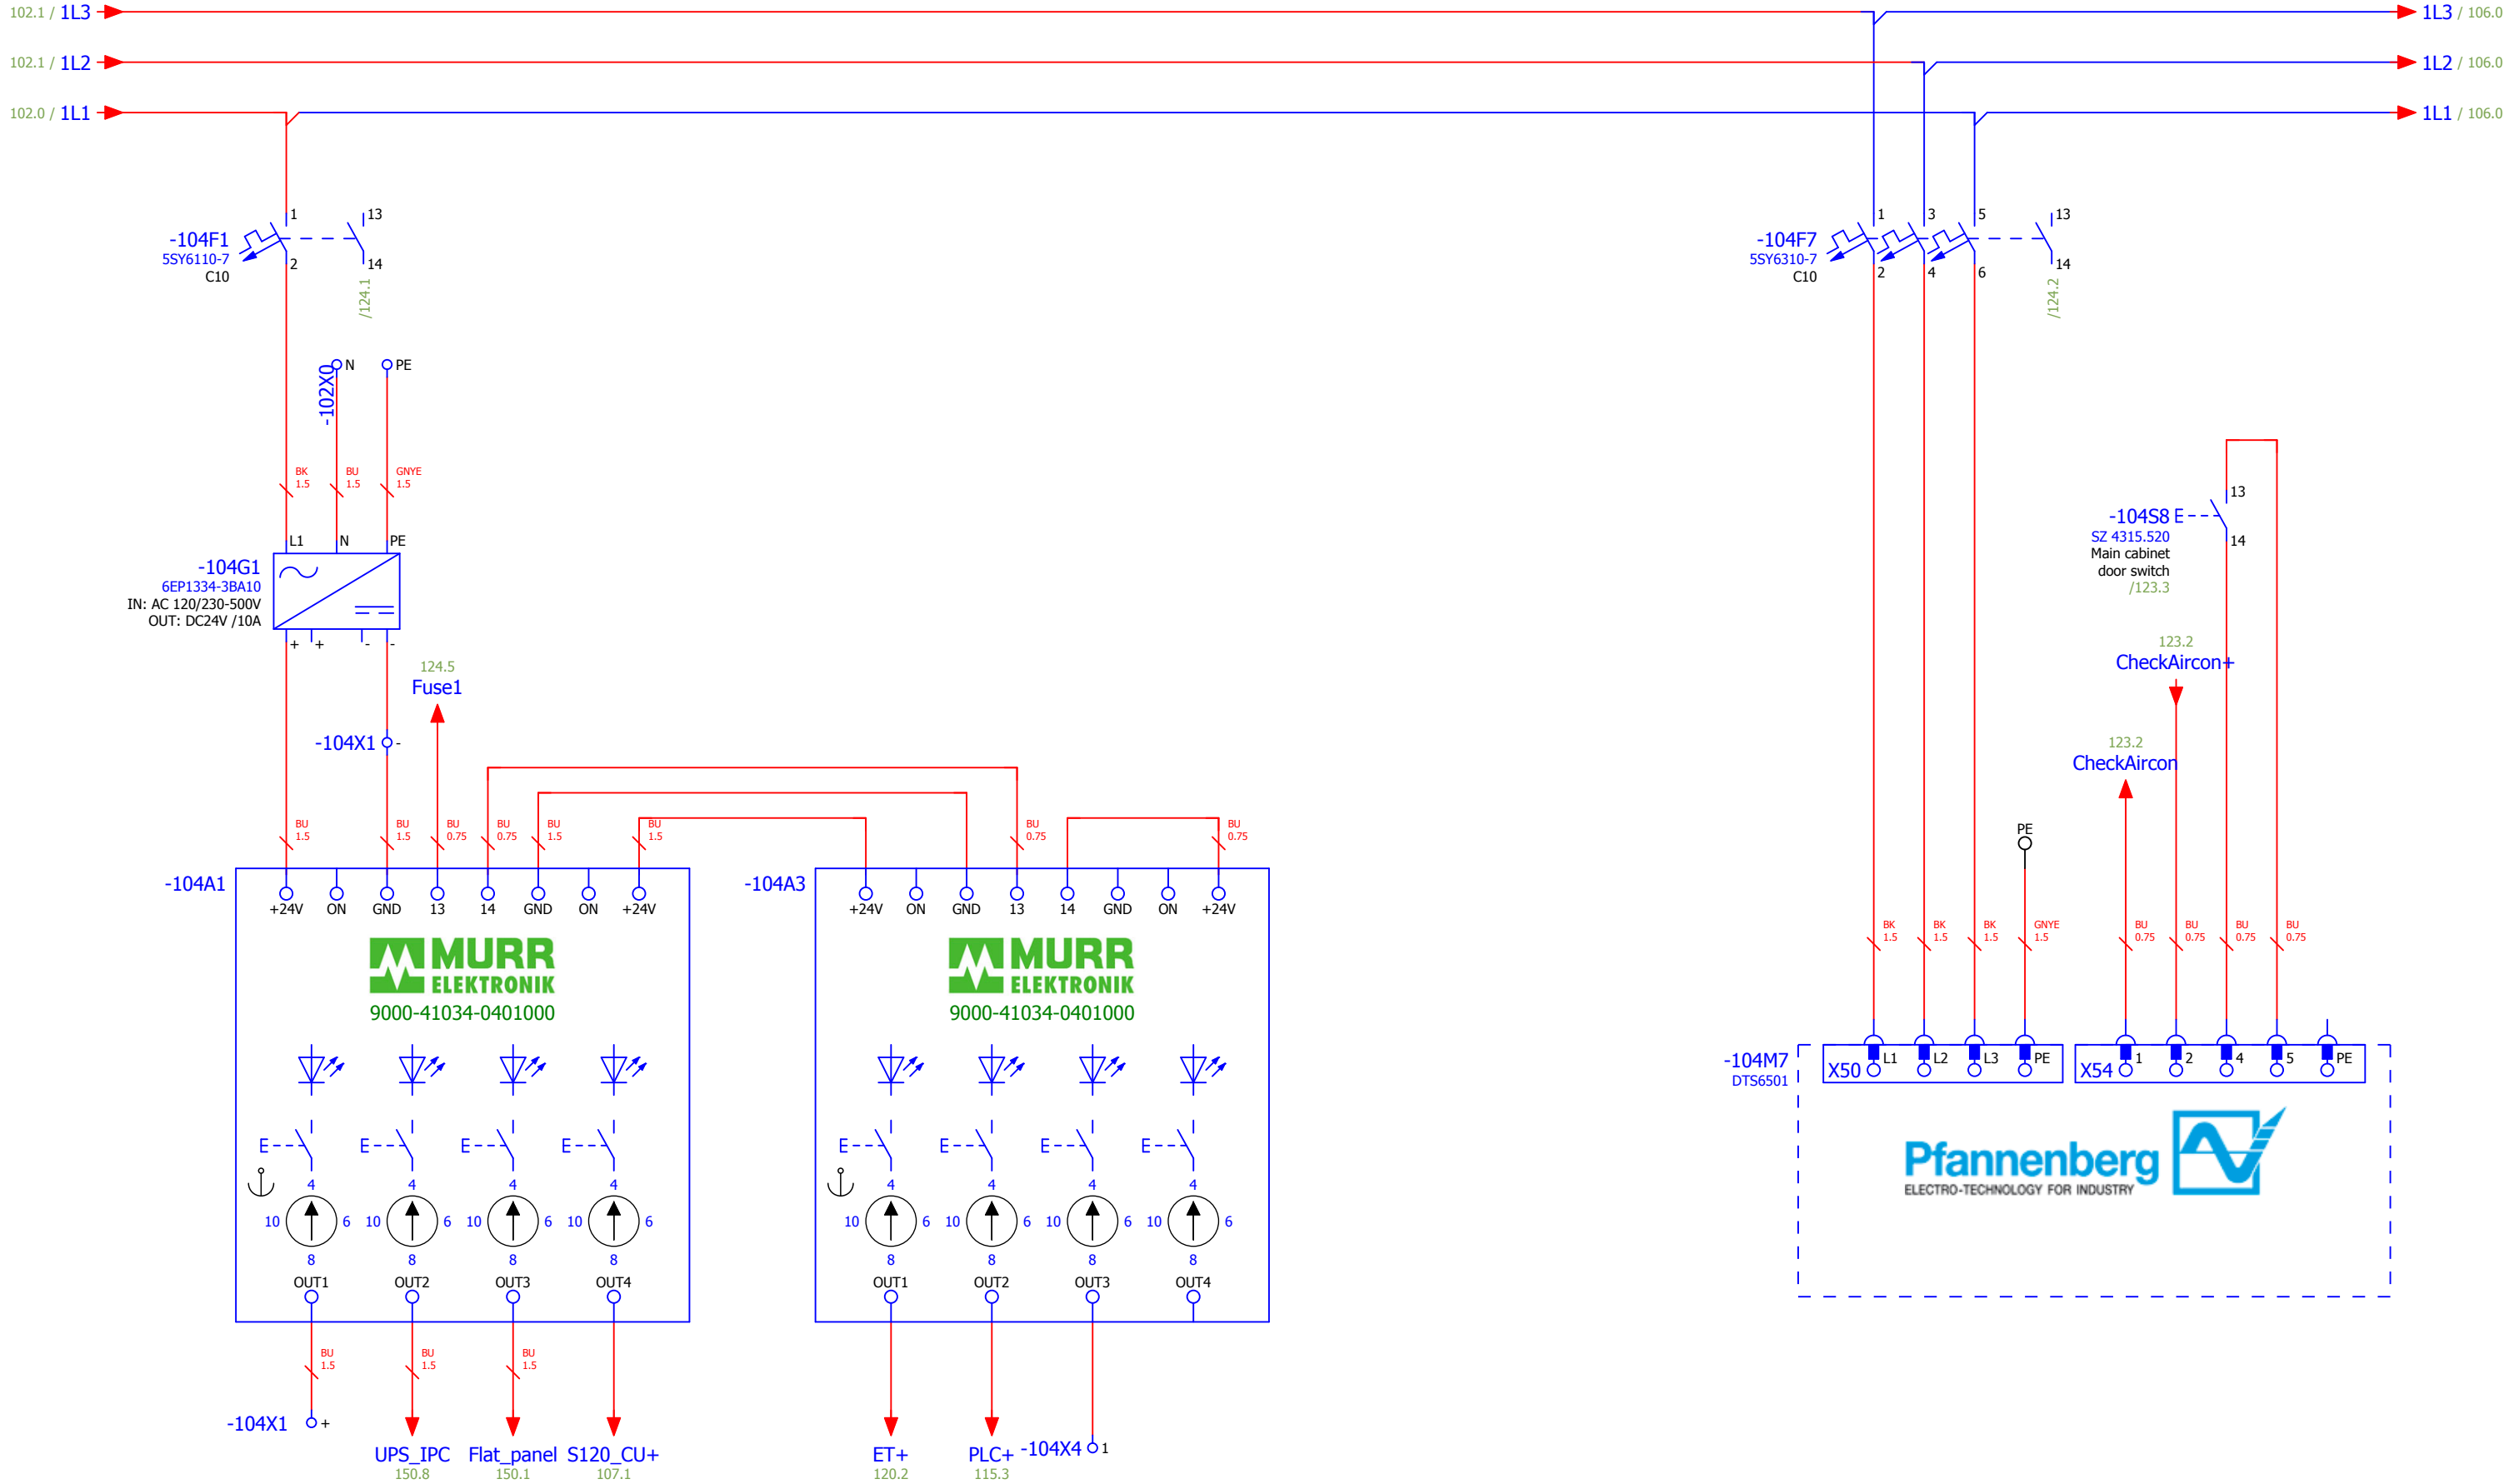 102.1 / 1L3
1L3 / 106.0
102.1 / 1L2
1L2 / 106.0
102.0 / 1L1
1L1 / 106.0
1
13
-104F1
5SY6110-7
C10
2
14
/124.1
1
3
5
13
-104F7
5SY6310-7
C10
2
4
6
14
/124.2
-102X0
N
PE
BK
1.5
BU
1.5
GNYE
1.5
L1
N
PE
-104G1
6EP1334-3BA10
IN: AC 120/230-500V
OUT: DC24V /10A
+
+
-
-
124.5
Fuse1
-104X1
-
13
-104S8
E
SZ 4315.520
14
Main cabinet
door switch
/123.3
123.2
CheckAircon+
123.2
CheckAircon
BU
1.5
BU
1.5
BU
0.75
BU
0.75
BU
1.5
BU
1.5
BU
0.75
BU
0.75
-104A1
+24V
ON
GND
13
14
GND
ON
+24V
MURR
ELEKTRONIK
9000-41034-0401000
E
E
E
E
4
4
4
4
10
6
10
6
10
6
10
6
8
8
8
8
OUT1
OUT2
OUT3
OUT4
BU
1.5
BU
1.5
BU
1.5
-104X1
+
UPS_IPC
150.8
Flat_panel
150.1
S120_CU+
107.1
-104A3
+24V
ON
GND
13
14
GND
ON
+24V
MURR
ELEKTRONIK
9000-41034-0401000
E
E
E
E
4
4
4
4
10
6
10
6
10
6
10
6
8
8
8
8
OUT1
OUT2
OUT3
OUT4
ET+
120.2
PLC+
115.3
-104X4
1
PE
BK
1.5
BK
1.5
BK
1.5
GNYE
1.5
BU
0.75
BU
0.75
BU
0.75
BU
0.75
-104M7
DTS6501
X50
L1
L2
L3
PE
X54
1
2
4
5
PE
Pfannenberg
ELECTRO-TECHNOLOGY FOR INDUSTRY